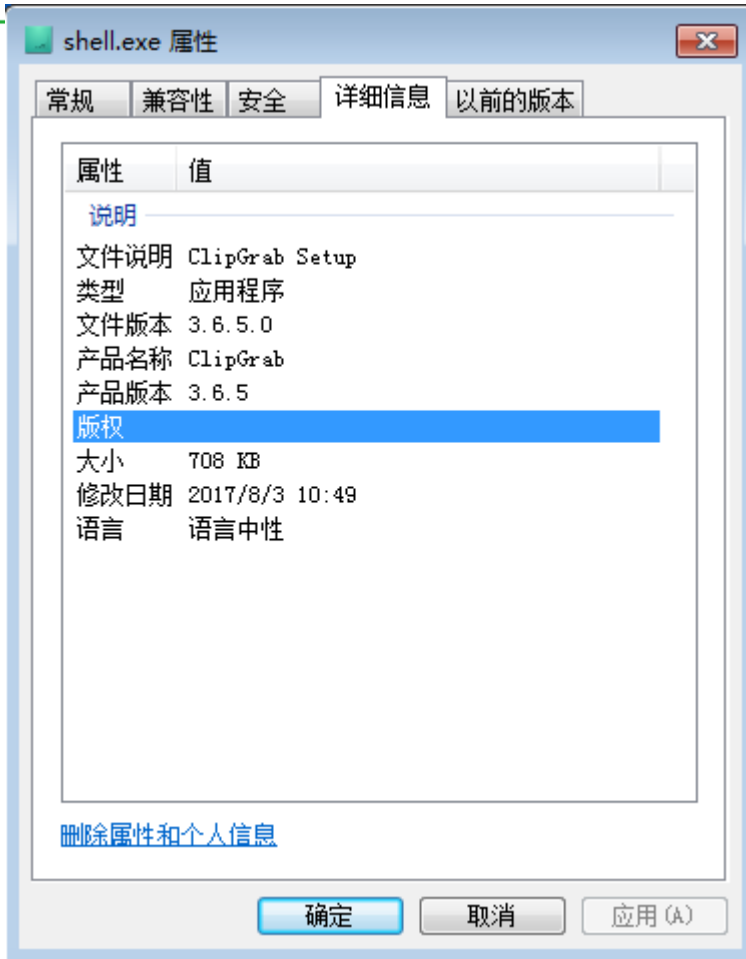 shell.exe 属性
常规 兼容性 安全 详细信息 以前的版本
属性 值
说明
文件说明 ClipGrab Setup
类型 应用程序
文件版本 3.6.5.0
产品名称 ClipGrab
产品版本 3.6.5
版权
大小 708 KB
修改日期 2017/8/3 10:49
语言 语言中性
删除属性和个人信息
确定 取消 应用(A)